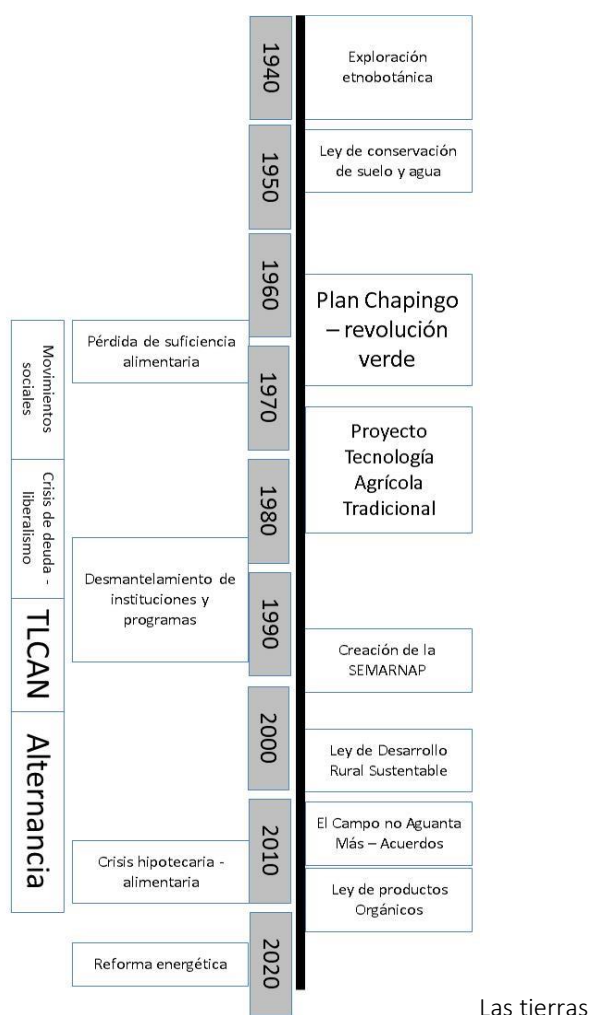 1940
Exploración
etnobotánica
1950
Ley de conservación
de suelo y agua
1960
Plan Chapingo
– revolución
verde
Movimientos
sociales
Pérdida de suficiencia
alimentaria
1970
Proyecto
Tecnología
Agrícola
Tradicional
Crisis de deuda -
liberalismo
1980
Desmantelamiento de
instituciones y
programas
1990
TLCAN
Creación de la
SEMARNAP
Alternancia
2000
Ley de Desarrollo
Rural Sustentable
2010
El Campo no Aguanta
Más – Acuerdos
Crisis hipotecaria -
alimentaria
Ley de productos
Orgánicos
2020
Reforma energética
Las tierras